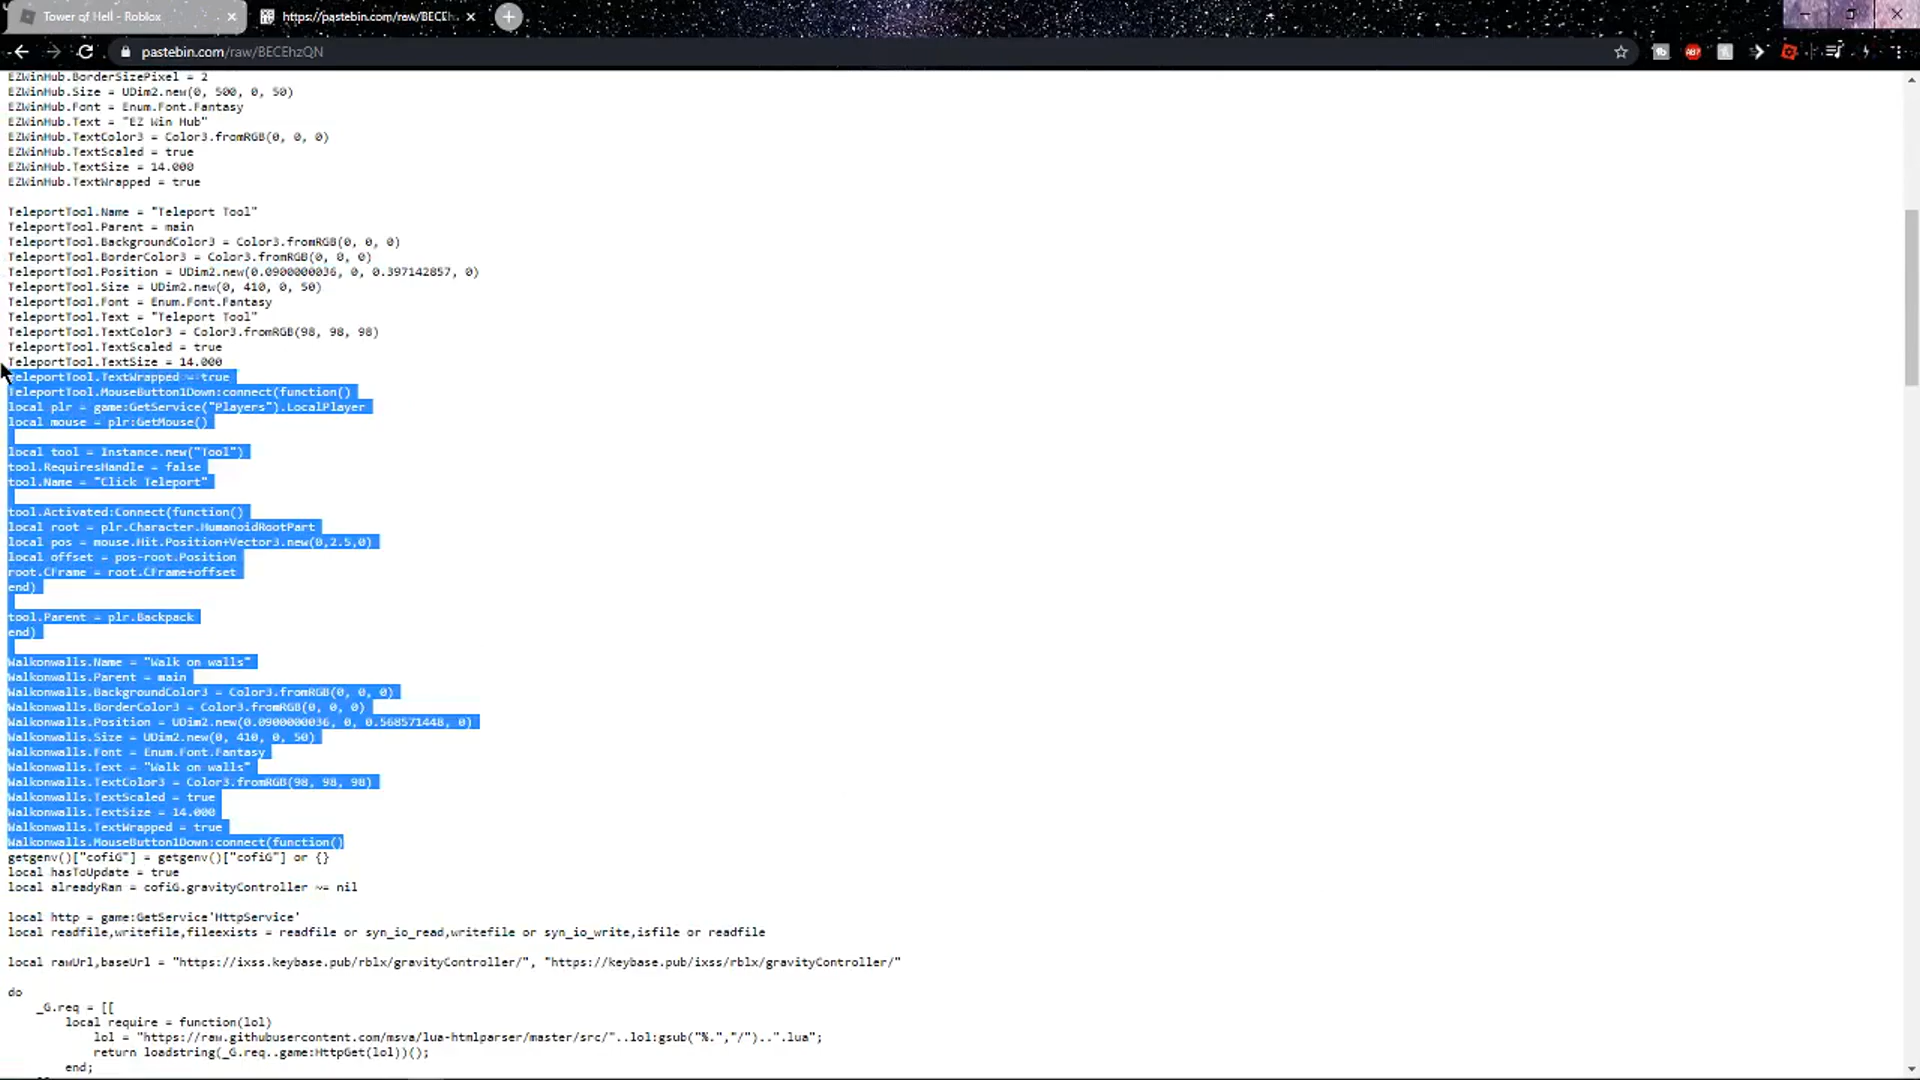 Tower of Hell - Roblox
https://pastebin.com/raw/BECEh
pastebin.com/raw/BECEhzQN
EZWinHub.BorderSizePixel = 2
EZWinHub.Size = UDim2.new(0, 500, 0, 50)
EZWinHub.Font = Enum.Font.Fantasy
EZWinHub.Text = "EZ Win Hub"
EZWinHub.TextColor3 = Color3.fromRGB(0, 0, 0)
EZWinHub.TextScaled = true
EZWinHub.TextSize = 14.000
EZWinHub.TextWrapped = true
TeleportTool.Name = "Teleport Tool"
TeleportTool.Parent = main
TeleportTool.BackgroundColor3 = Color3.fromRGB(0, 0, 0)
TeleportTool.BorderColor3 = Color3.fromRGB(0, 0, 0)
TeleportTool.Position = UDim2.new(0.0900000036, 0, 0.397142857, 0)
TeleportTool.Size = UDim2.new(0, 410, 0, 50)
TeleportTool.Font = Enum.Font.Fantasy
TeleportTool.Text = "Teleport Tool"
TeleportTool.TextColor3 = Color3.fromRGB(98, 98, 98)
TeleportTool.TextScaled = true
TeleportTool.TextSize = 14.000
TeleportTool.TextWrapped = true
TeleportTool.MouseButton1Down:connect(function()
local plr = game:GetService("Players").LocalPlayer
local mouse = plr:GetMouse()
local tool = Instance.new("Tool")
tool.RequiresHandle = false
tool.Name = "Click Teleport"
tool.Activated:Connect(function()
local root = plr.Character.HumanoidRootPart
local pos = mouse.Hit.Position+Vector3.new(0,2.5,0)
local offset = pos-root.Position
root.CFrame = root.CFrame+offset
end)
tool.Parent = plr.Backpack
end)
Walkonwalls.Name = "Walk on walls"
Walkonwalls.Parent = main
Walkonwalls.BackgroundColor3 = Color3.fromRGB(0, 0, 0)
Walkonwalls.BorderColor3 = Color3.fromRGB(0, 0, 0)
Walkonwalls.Position = UDim2.new(0.0900000036, 0, 0.568571448, 0)
Walkonwalls.Size = UDim2.new(0, 410, 0, 50)
Walkonwalls.Font = Enum.Font.Fantasy
Walkonwalls.Text = "Walk on walls"
Walkonwalls.TextColor3 = Color3.fromRGB(98, 98, 98)
Walkonwalls.TextScaled = true
Walkonwalls.TextSize = 14.000
Walkonwalls.TextWrapped = true
Walkonwalls.MouseButton1Down:connect(function()
getgenv()["cofiG"] = getgenv()["cofiG"] or {}
local hasToUpdate = true
local alreadyRan = cofiG.gravityController ~= nil
local http = game:GetService'HttpService'
local readfile,writefile,fileexists = readfile or syn_io_read,writefile or syn_io_write,isfile or readfile
local rawUrl,baseUrl = "https://ixss.keybase.pub/rblx/gravityController/", "https://keybase.pub/ixss/rblx/gravityController/"
do
_G.req = [[
local require = function(lol)
lol = "https://raw.githubusercontent.com/msva/lua-htmlparser/master/src/"..lol:gsub("%.","/")..".lua";
return loadstring(_G.req..game:HttpGet(lol))();
end;